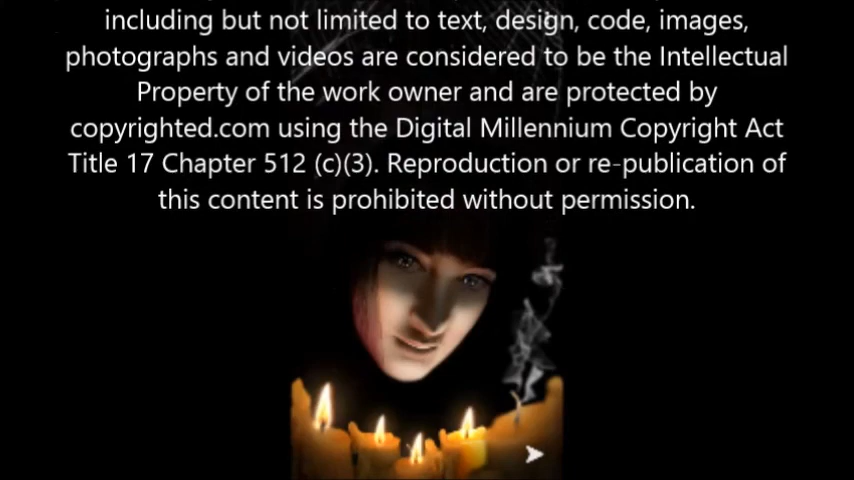 including but not limited to text, design, code, images,
photographs and videos are considered to be the Intellectual
Property of the work owner and are protected by
copyrighted.com using the Digital Millennium Copyright Act
Title 17 Chapter 512 (c)(3). Reproduction or re-publication of
this content is prohibited without permission.